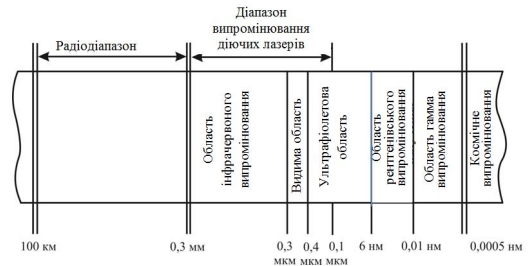 Діапазон
випромінювання
діючих лазерів
Радіодіапазон
Область
інфрачервоного
випромінювання
Видима область
Ультрафіолетова
область
Область
рентгенівського
випромінювання
Область гамма
випромінювання
Космічне
випромінювання
100 км
0,3 мм
0,3
мкм
0,4
мкм
0,1
мкм
6 нм
0,01 нм
0,0005 нм